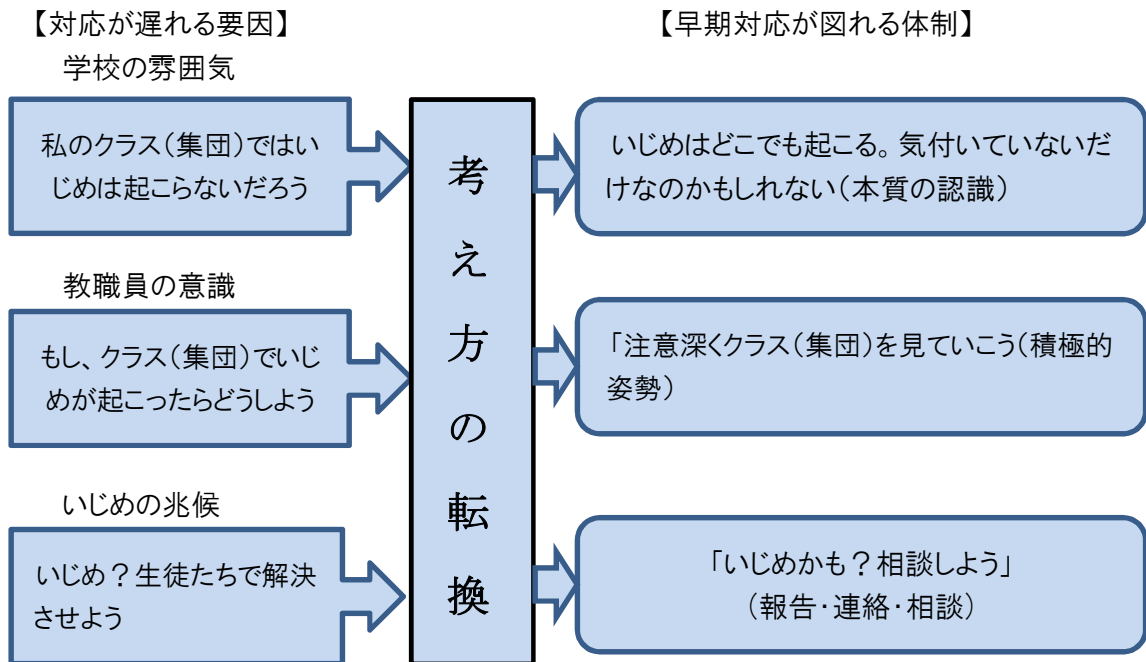 【対応が遅れる要因】
【早期対応が図れる体制】
学校の雰囲気
私のクラス(集団)ではい
じめは起こらないだろう
考え方の転換
いじめはどこでも起こる。気付いていないだ
けなのかもしれない(本質の認識)
教職員の意識
もし、クラス(集団)でいじ
めが起こったらどうしよう
「注意深くクラス(集団)を見ていこう(積極的
姿勢)
いじめの兆候
いじめ?生徒たちで解決
させよう
「いじめかも?相談しよう」
(報告・連絡・相談)